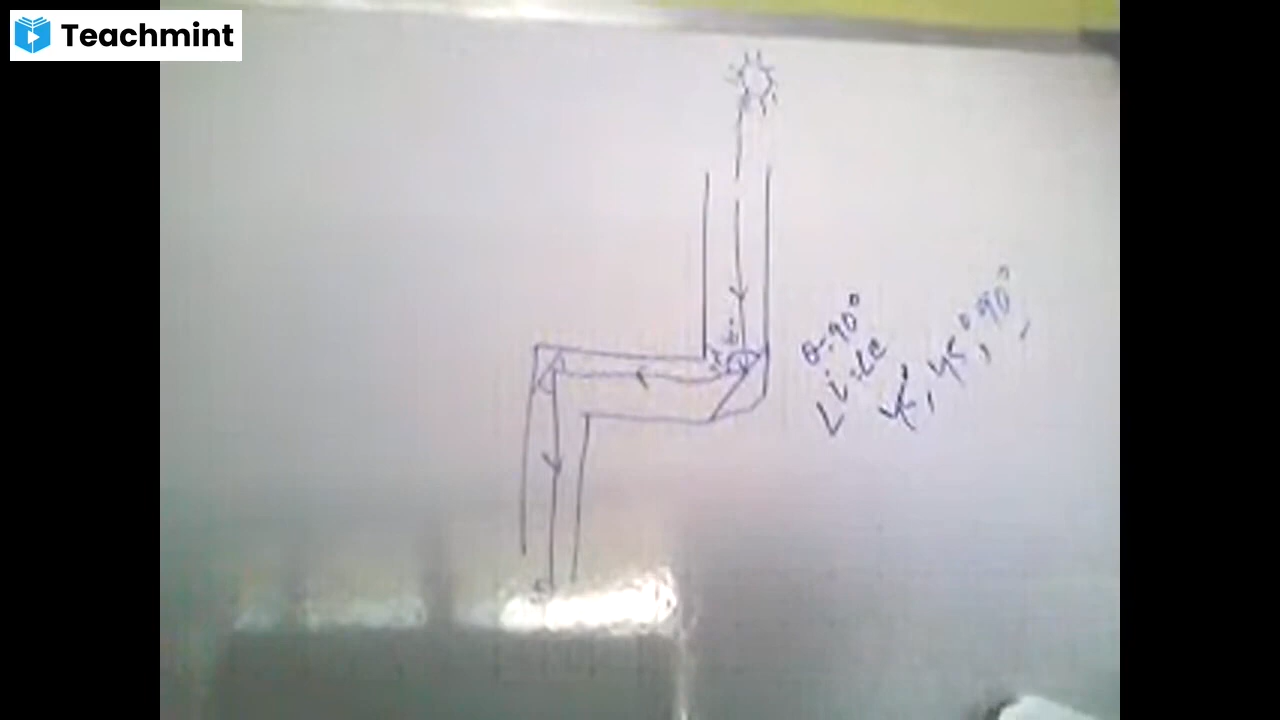 Teachmint
θ=90°
∠i=∠e
45°, 45°, 90°